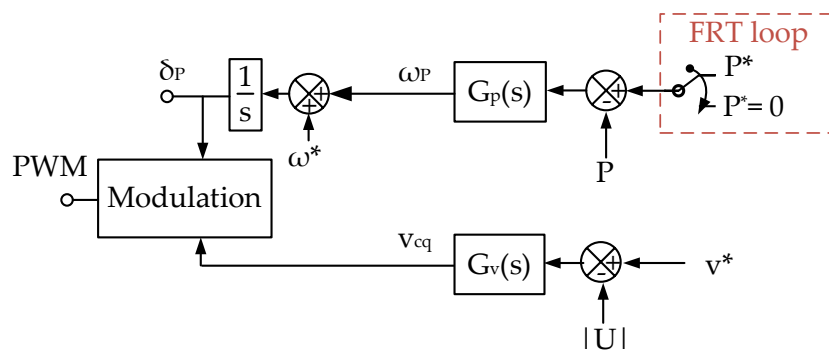 FRT loop
δP
1
s
+
+
ωP
Gp(s)
+
-
P*
P*= 0
ω*
P
PWM
Modulation
vcq
Gv(s)
+
-
v*
|U|